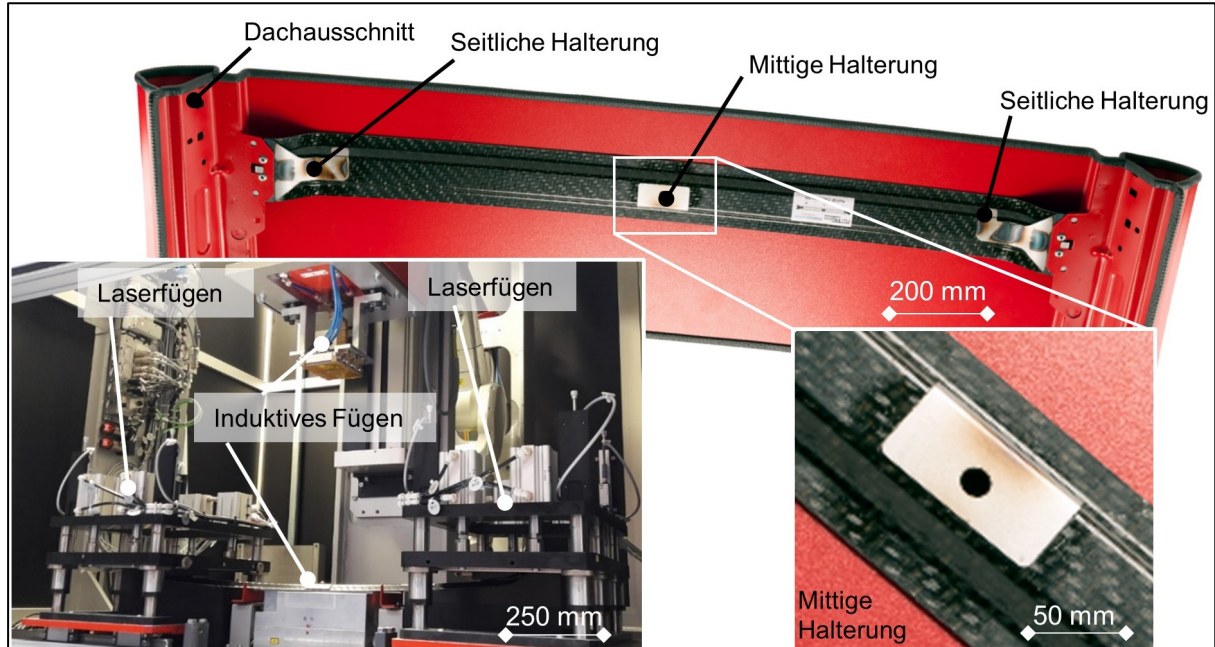 Dachausschnitt
Seitliche Halterung
Mittige Halterung
Seitliche Halterung
Laserfügen
Laserfügen
200 mm
Induktives Fügen
250 mm
Mittige
Halterung
50 mm